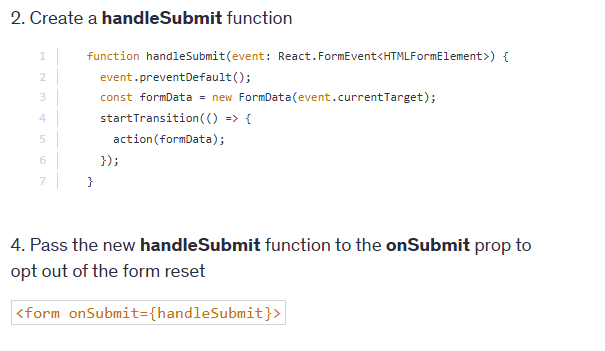 2. Create a handleSubmit function
1 function handleSubmit(event: React.FormEvent<HTMLFormElement>) {
2 event.preventDefault();
3 const formData = new FormData(event.currentTarget);
4 startTransition(() => {
5 action(formData);
6 });
7 }
4. Pass the new handleSubmit function to the onSubmit prop to
opt out of the form reset
<form onSubmit={handleSubmit}>